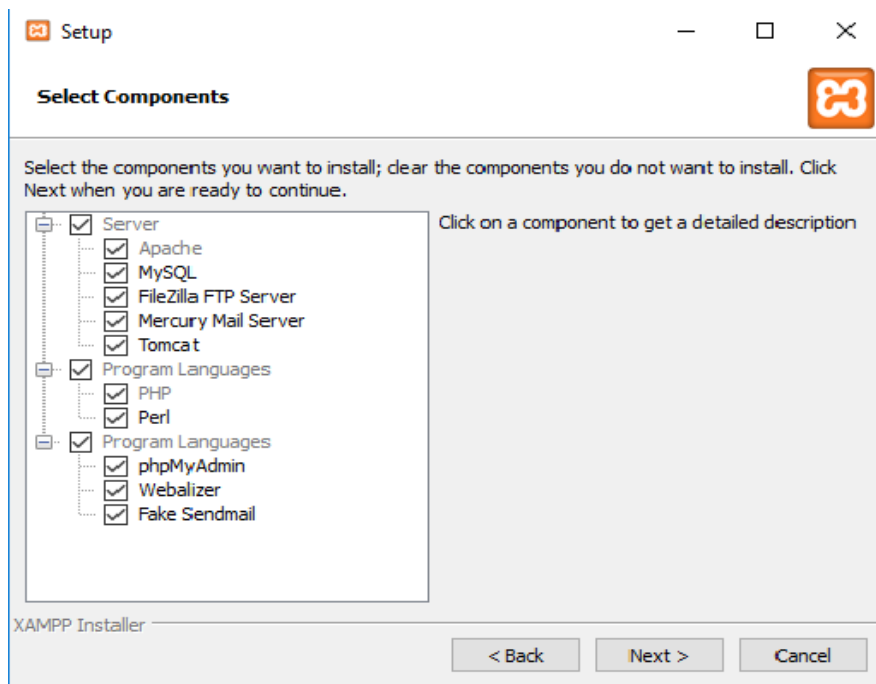 Setup
Select Components
Select the components you want to install; clear the components you do not want to install. Click
Next when you are ready to continue.
Server
Apache
MySQL
FileZilla FTP Server
Mercury Mail Server
Tomcat
Program Languages
PHP
Perl
Program Languages
phpMyAdmin
Webalizer
Fake Sendmail
Click on a component to get a detailed description
XAMPP Installer
< Back
Next >
Cancel